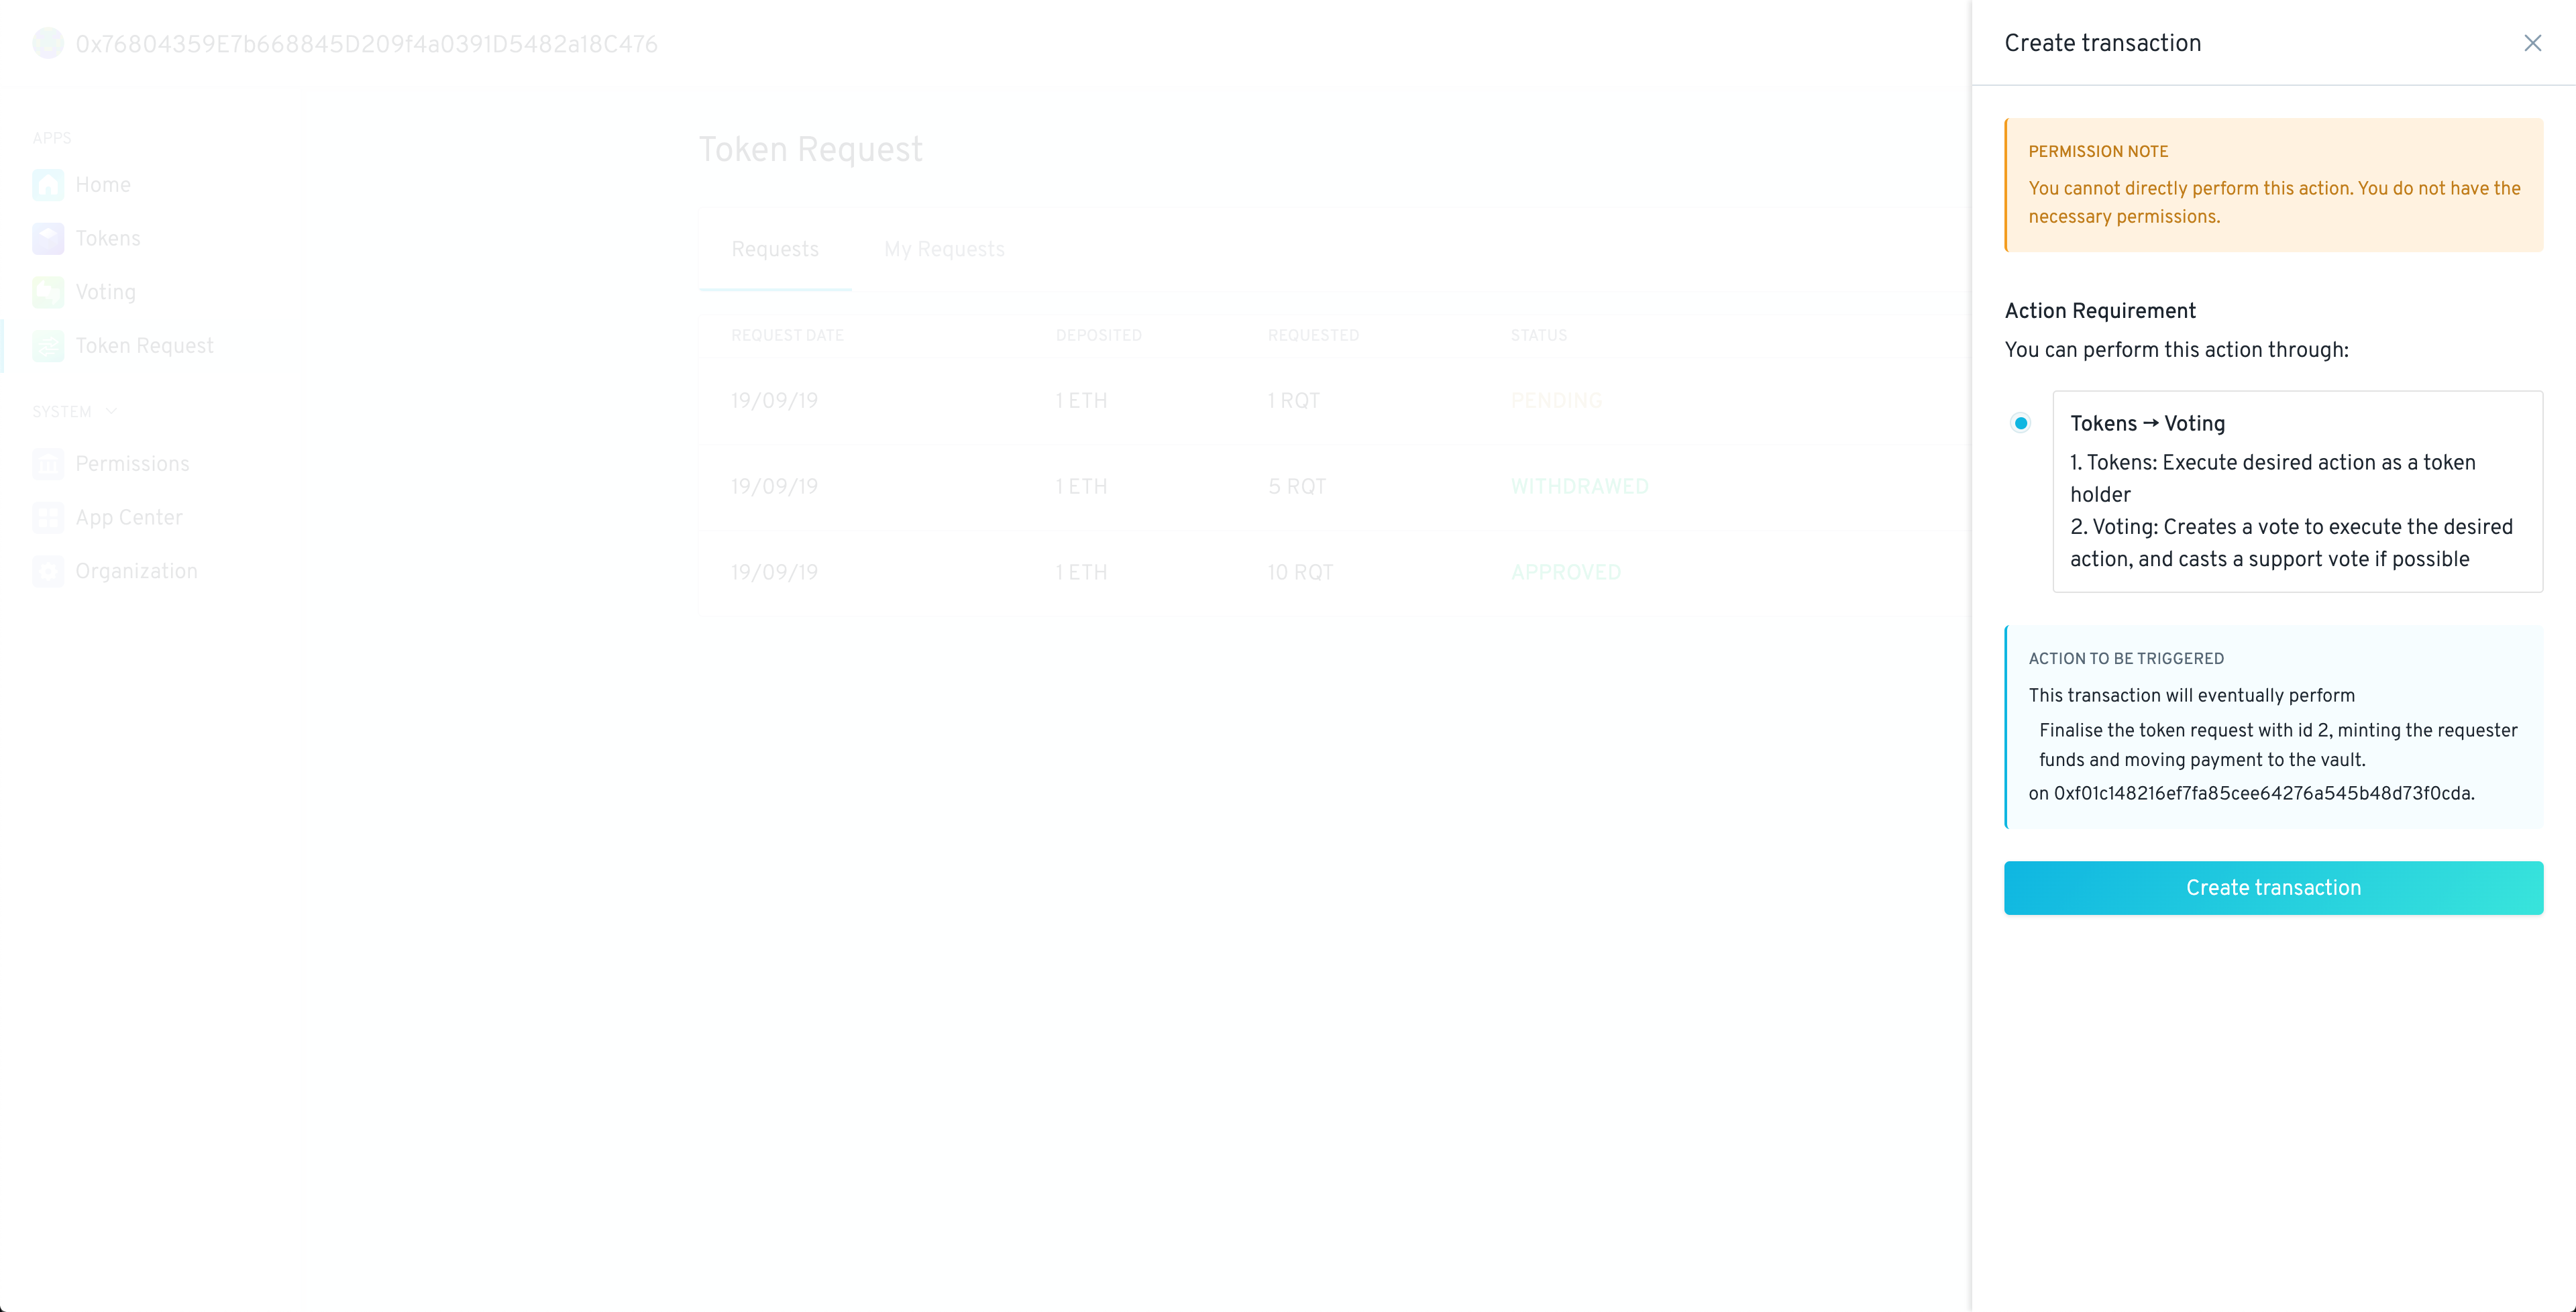 0x76804359E7b668845D209f4a0391D5482a18C476
APPS
Home
Tokens
Voting
Token Request
SYSTEM
Permissions
App Center
Organization
Token Request
Requests My Requests
REQUEST DATE DEPOSITED REQUESTED STATUS
19/09/19 1 ETH 1 RQT PENDING
19/09/19 1 ETH 5 RQT WITHDRAWED
19/09/19 1 ETH 10 RQT APPROVED
Create transaction
PERMISSION NOTE
You cannot directly perform this action. You do not have the
necessary permissions.
Action Requirement
You can perform this action through:
Tokens → Voting
1. Tokens: Execute desired action as a token
holder
2. Voting: Creates a vote to execute the desired
action, and casts a support vote if possible
ACTION TO BE TRIGGERED
This transaction will eventually perform
Finalise the token request with id 2, minting the requester
funds and moving payment to the vault.
on 0xf01c148216ef7fa85cee64276a545b48d73f0cda.
Create transaction